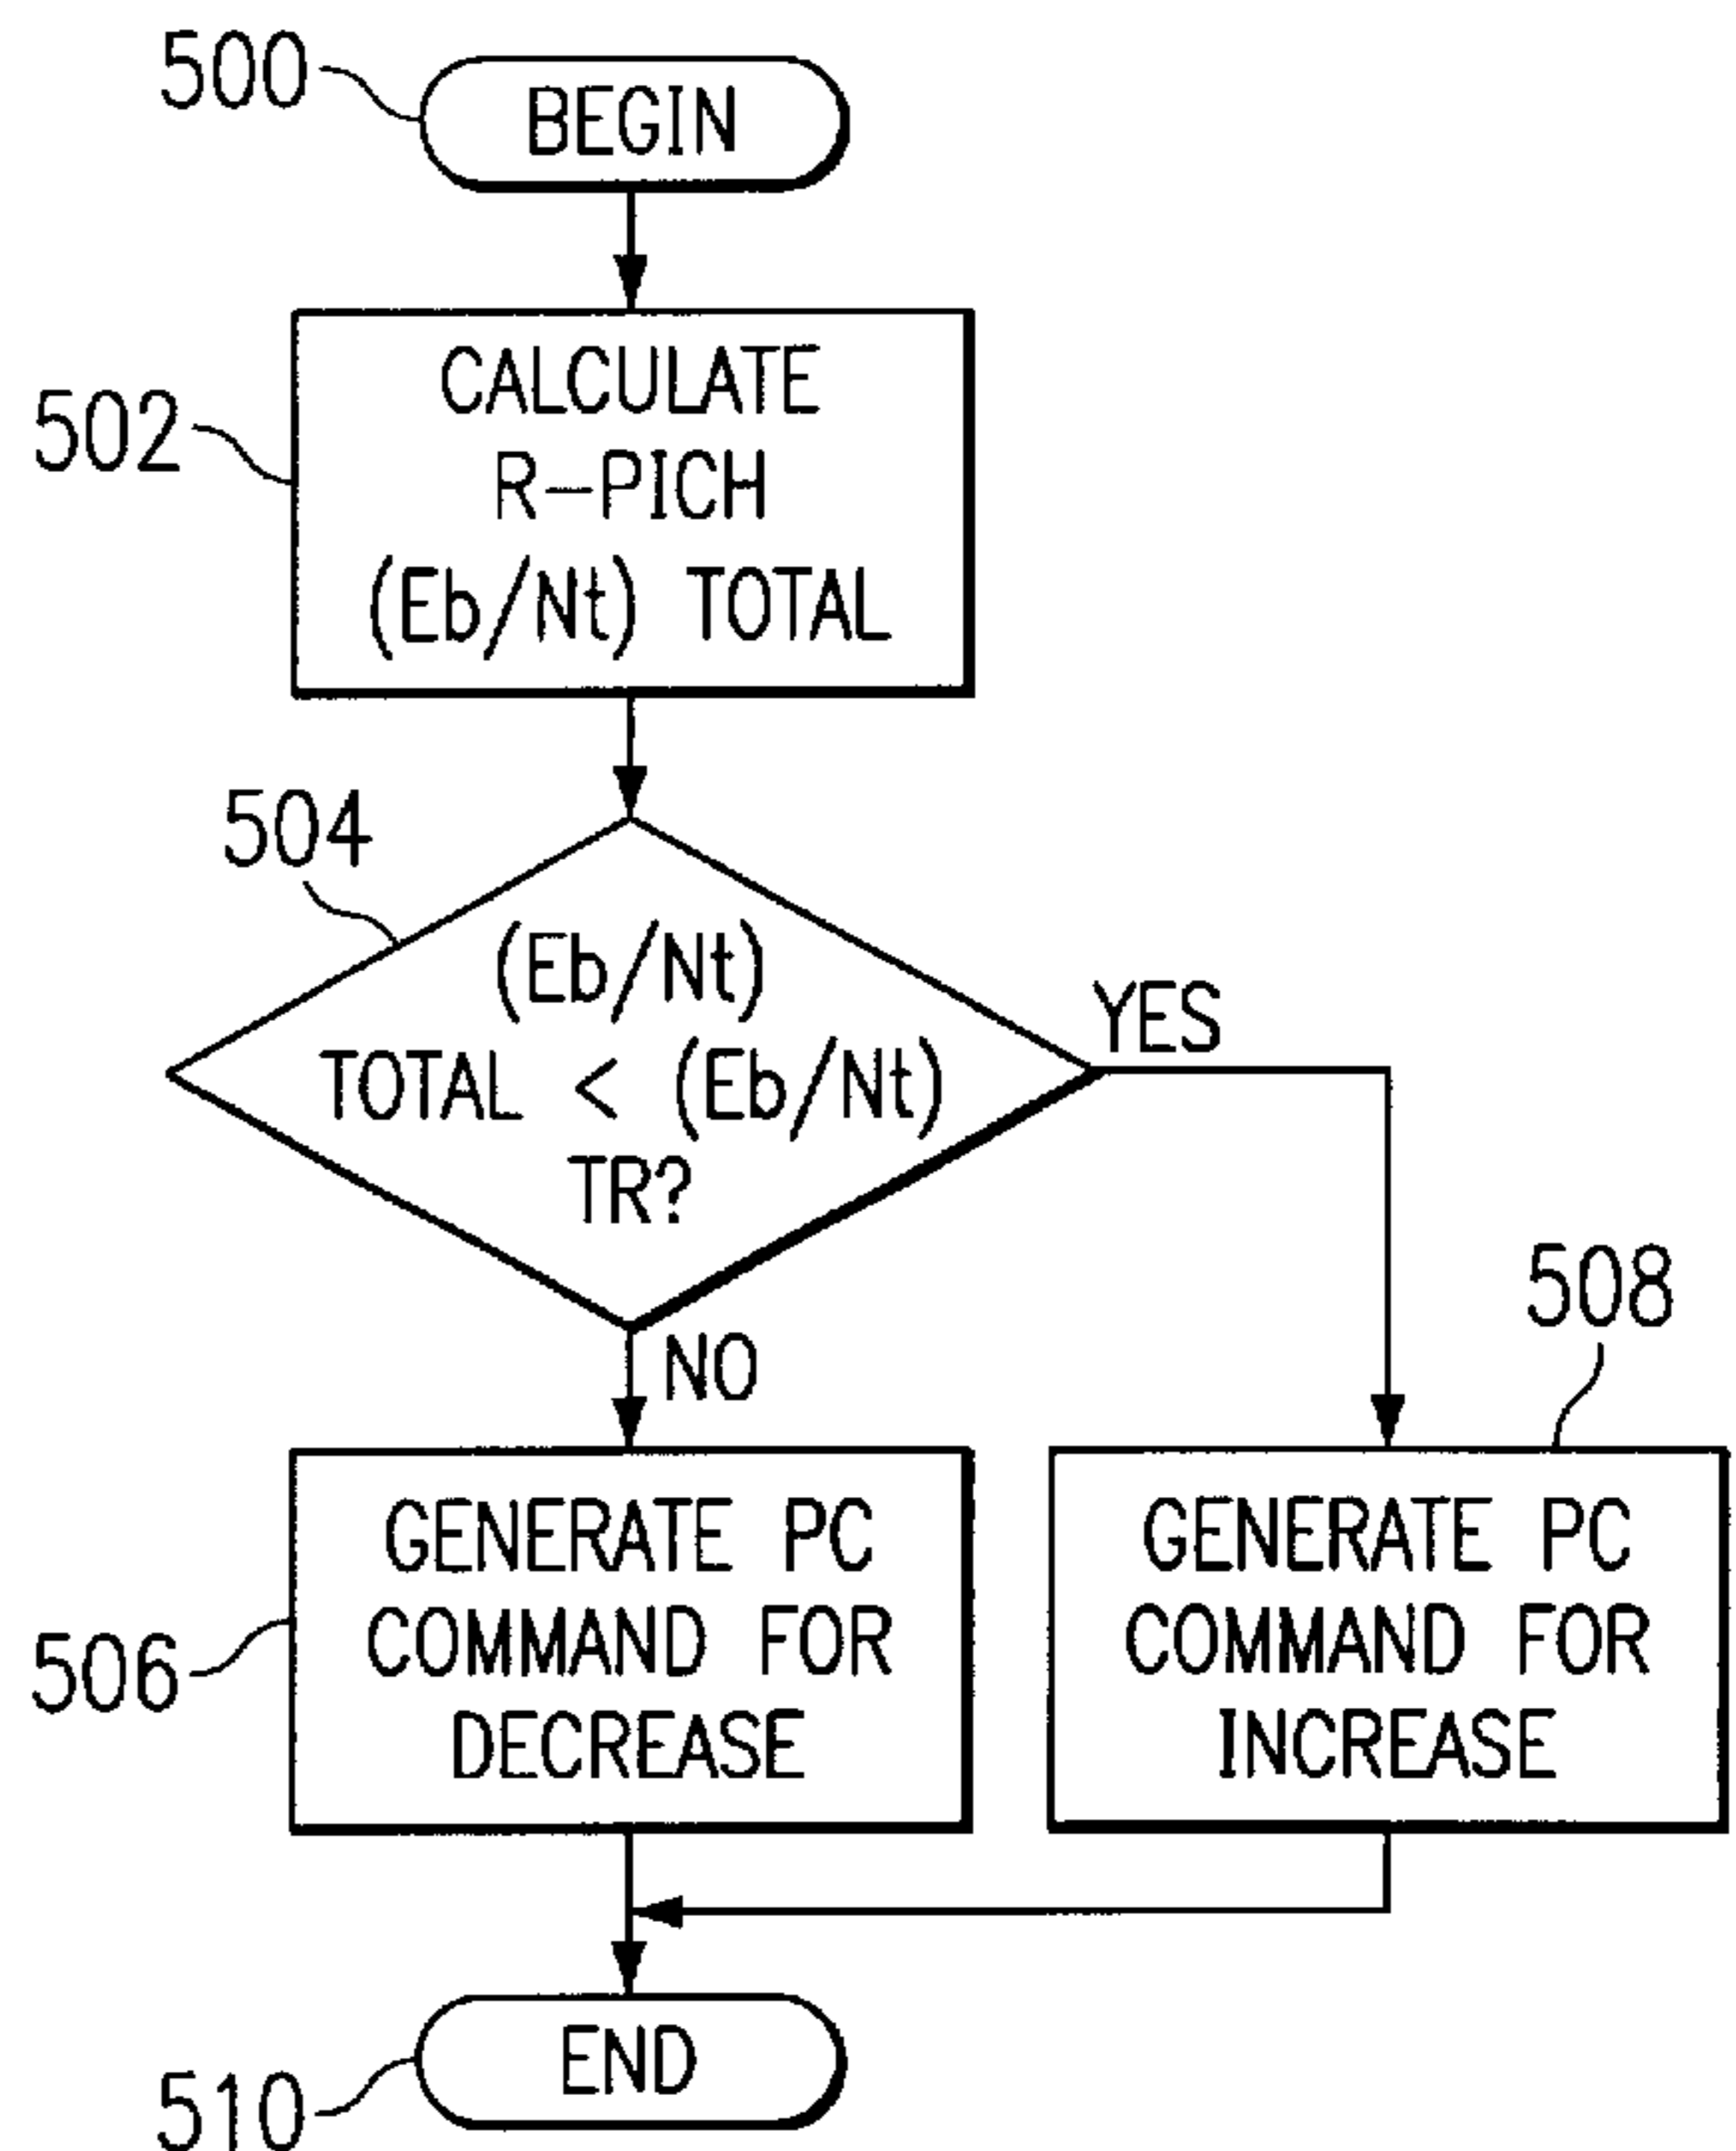 500
BEGIN
502
CALCULATE
R-PICH
(Eb/Nt) TOTAL
504
(Eb/Nt)
TOTAL < (Eb/Nt)
TR?
YES
NO
506
GENERATE PC
COMMAND FOR
DECREASE
508
GENERATE PC
COMMAND FOR
INCREASE
510
END